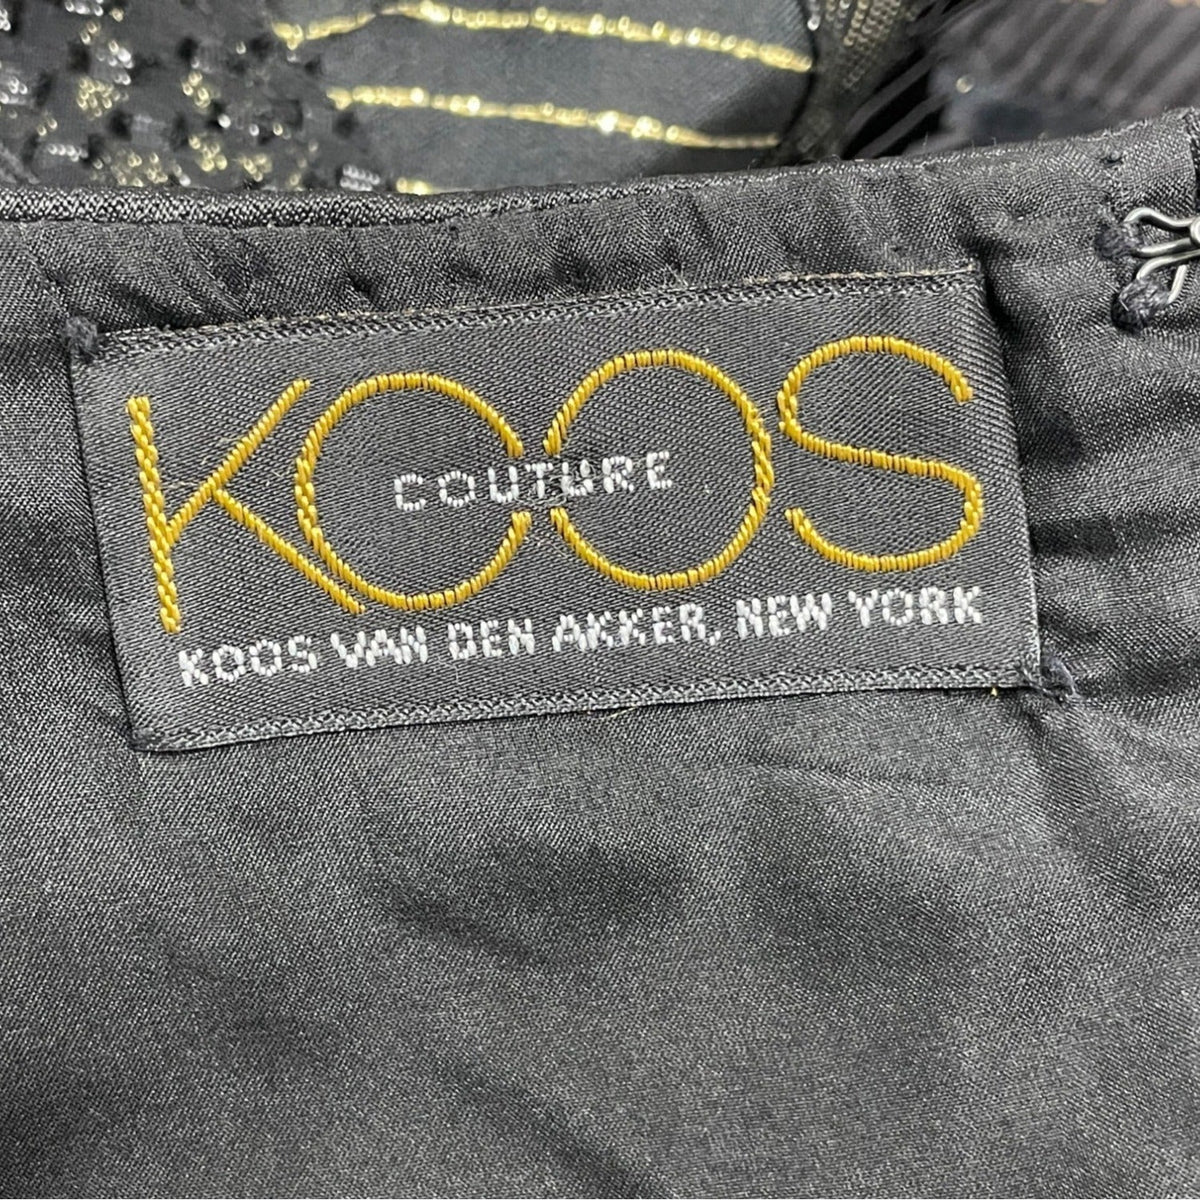 KOOS
COUTURE
KOOS VAN DEN AKKER, NEW YORK